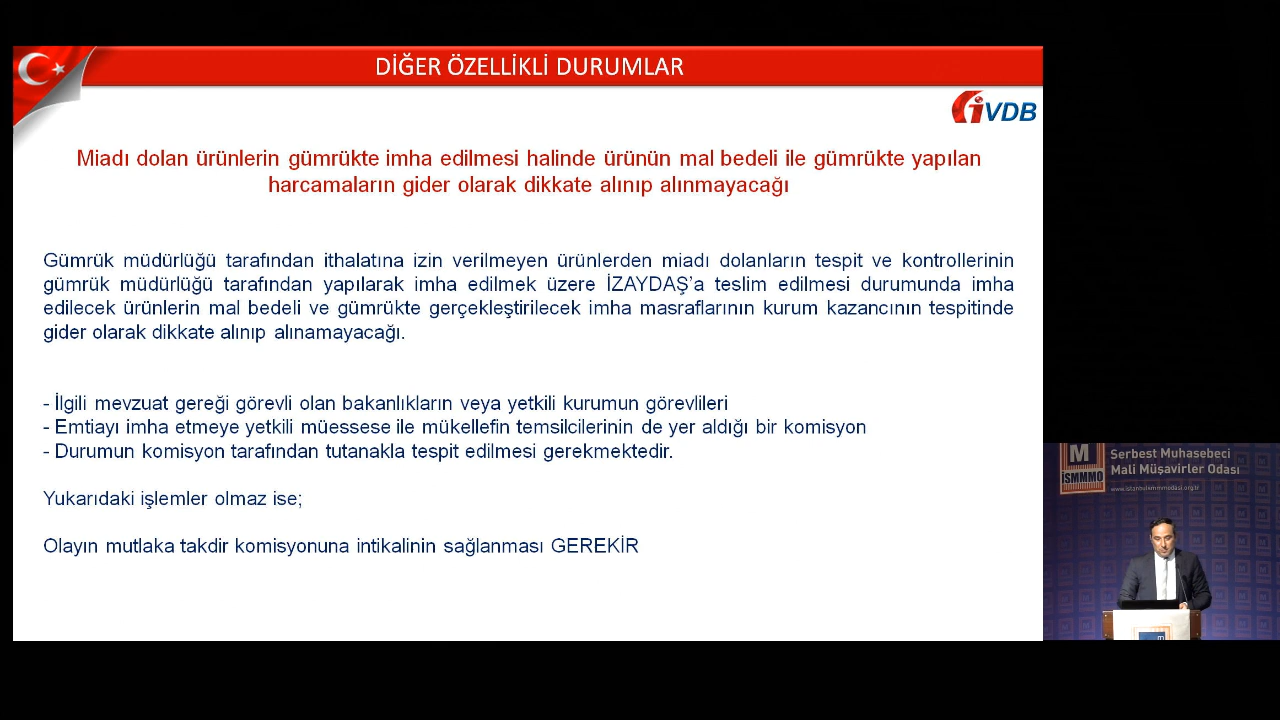 DİĞER ÖZELLİKLİ DURUMLAR
iVDB
Miadı dolan ürünlerin gümrükte imha edilmesi halinde ürünün mal bedeli ile gümrükte yapılan
harcamaların gider olarak dikkate alınıp alınmayacağı
Gümrük müdürlüğü tarafından ithalatına izin verilmeyen ürünlerden miadı dolanların tespit ve kontrollerinin
gümrük müdürlüğü tarafından yapılarak imha edilmek üzere İZAYDAŞ’a teslim edilmesi durumunda imha
edilecek ürünlerin mal bedeli ve gümrükte gerçekleştirilecek imha masraflarının kurum kazancının tespitinde
gider olarak dikkate alınıp alınamayacağı.
- İlgili mevzuat gereği görevli olan bakanlıkların veya yetkili kurumun görevlileri
- Emtiayı imha etmeye yetkili müessese ile mükellefin temsilcilerinin de yer aldığı bir komisyon
- Durumun komisyon tarafından tutanakla tespit edilmesi gerekmektedir.
Yukarıdaki işlemler olmaz ise;
Olayın mutlaka takdir komisyonuna intikalinin sağlanması GEREKİR
M
İSMMMO
Serbest Muhasebeci
Mali Müşavirler Odası
www.istanbulsmmmodasi.org.tr